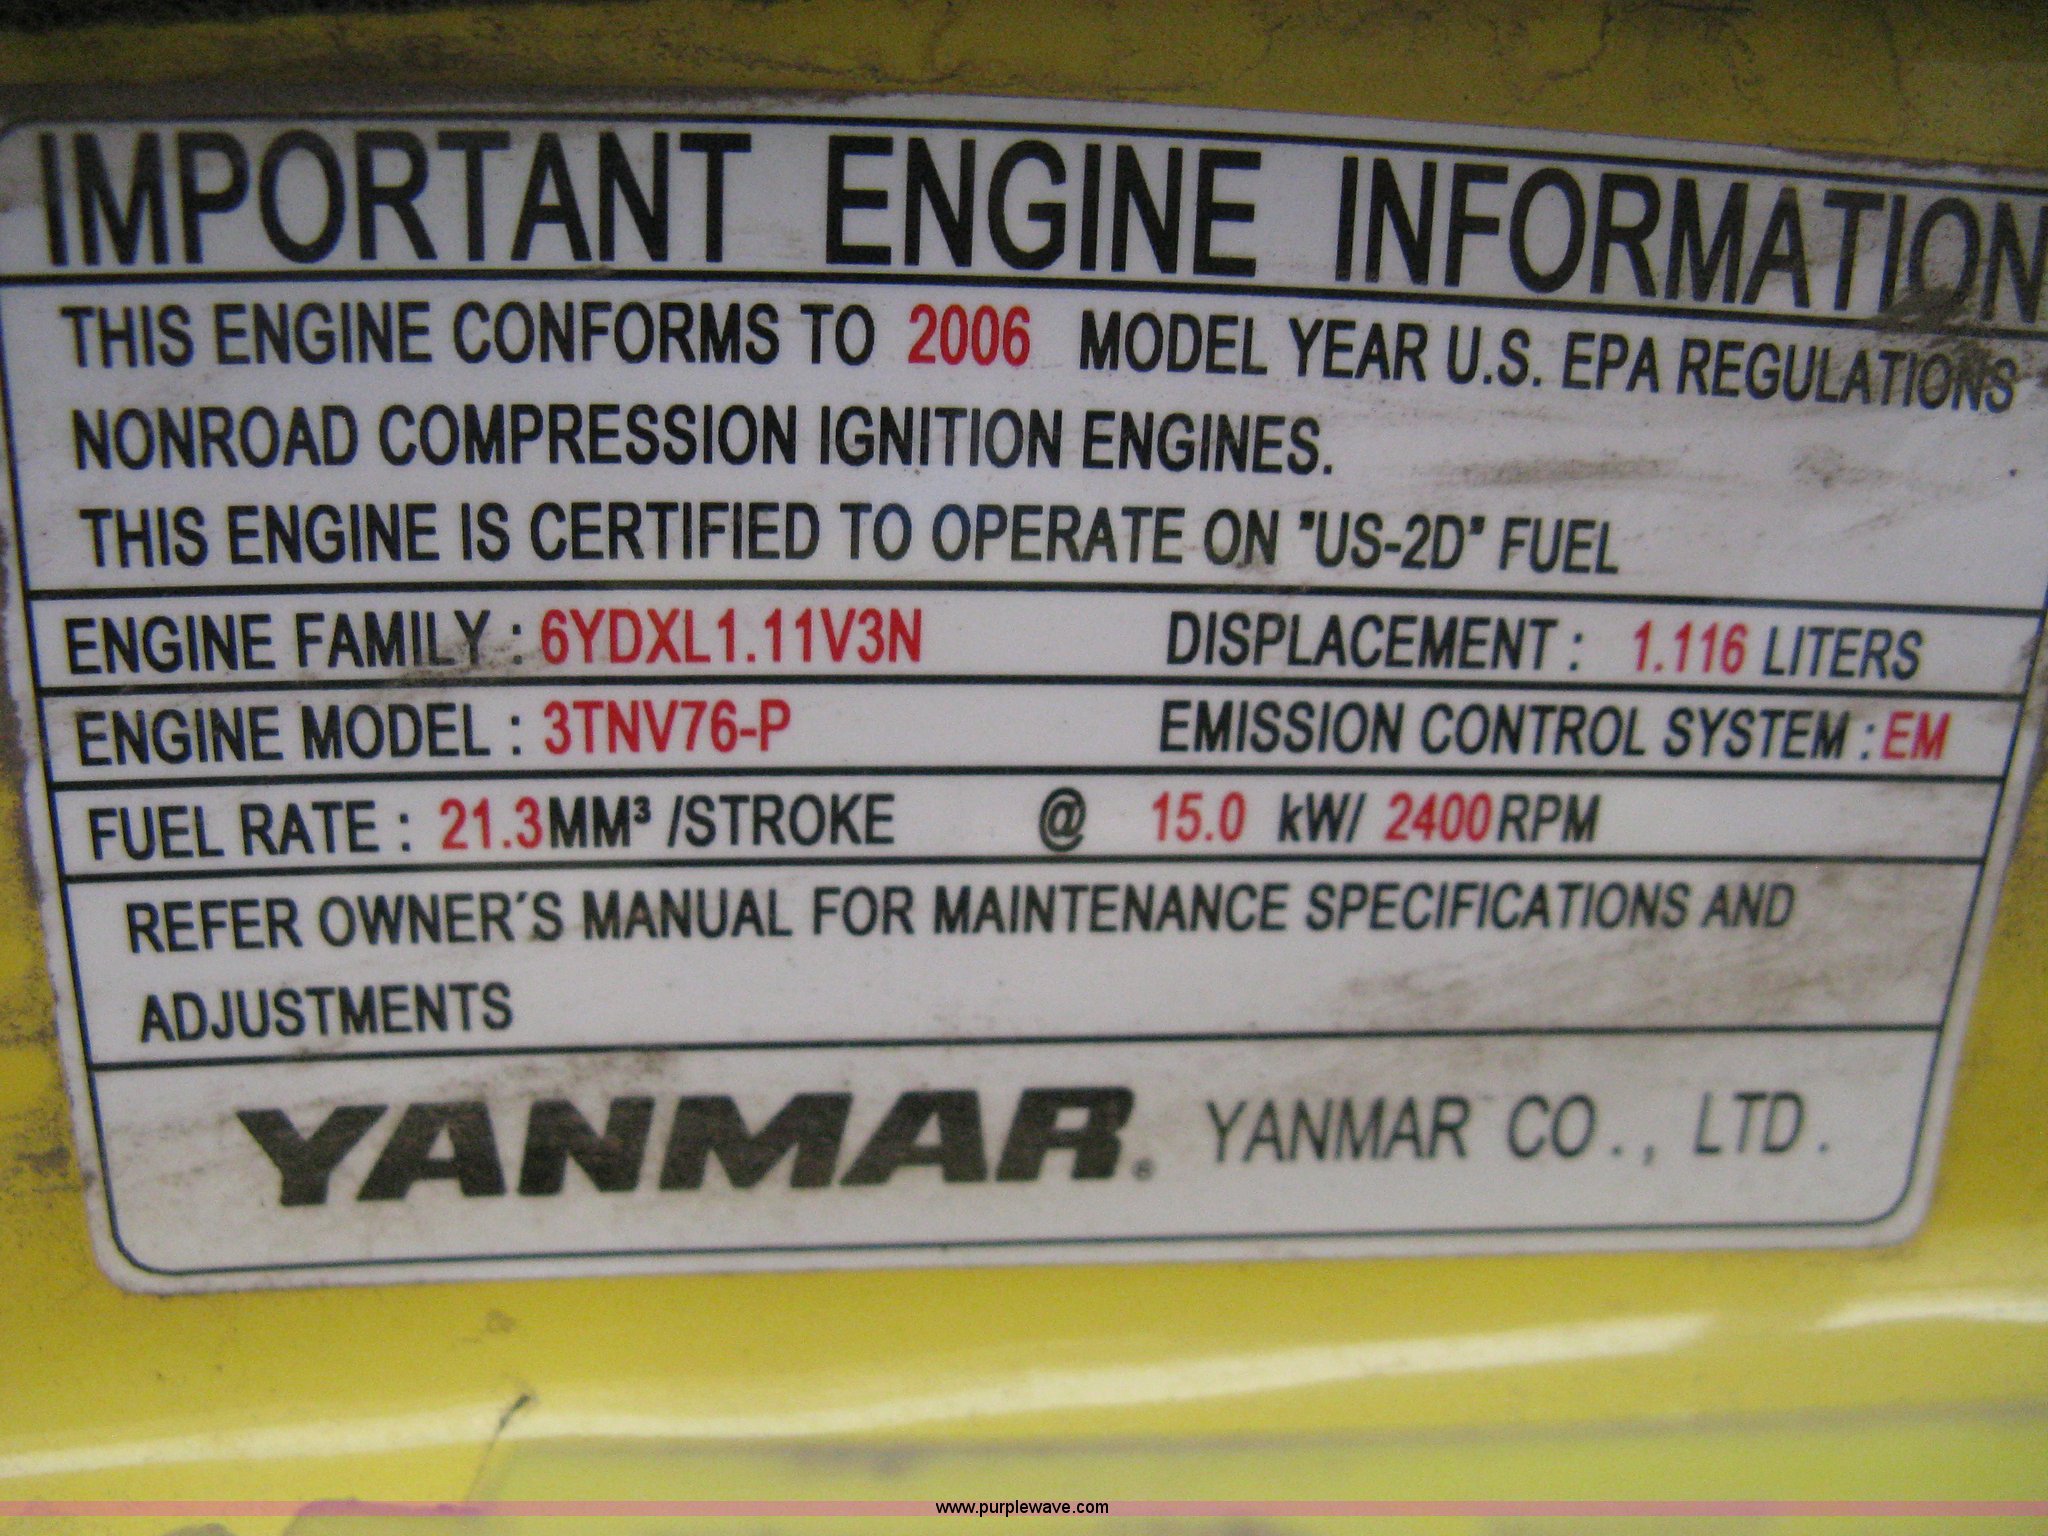 IMPORTANT ENGINE INFORMATION
THIS ENGINE CONFORMS TO 2006 MODEL YEAR U.S. EPA REGULATIONS
NONROAD COMPRESSION IGNITION ENGINES.
THIS ENGINE IS CERTIFIED TO OPERATE ON "US-2D" FUEL
ENGINE FAMILY : 6YDXL1.11V3N DISPLACEMENT : 1.116 LITERS
ENGINE MODEL : 3TNV76-P EMISSION CONTROL SYSTEM : EM
FUEL RATE : 21.3MM³ /STROKE @ 15.0 kW/ 2400RPM
REFER OWNER'S MANUAL FOR MAINTENANCE SPECIFICATIONS AND
ADJUSTMENTS
YANMAR® YANMAR CO., LTD.
www.purplewave.com